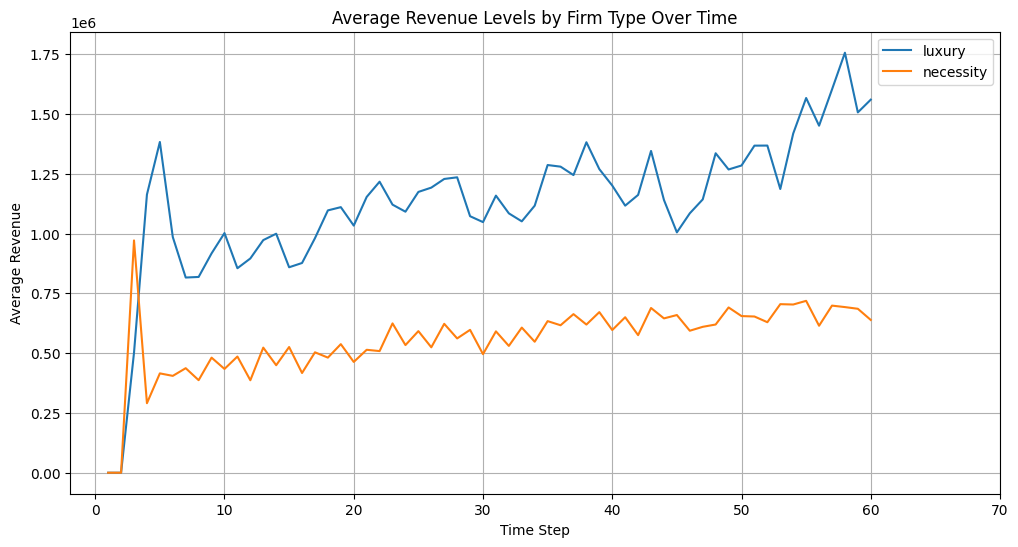 Average Revenue Levels by Firm Type Over Time
1e6
luxury
necessity
Average Revenue
1.75
1.50
1.25
1.00
0.75
0.50
0.25
0.00
0 10 20 30 40 50 60 70
Time Step